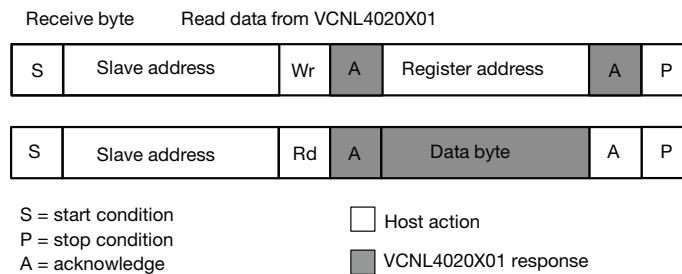 Receive byte Read data from VCNL4020X01
S Slave address Wr A Register address A P
S Slave address Rd A Data byte A P
S = start condition
P = stop condition
A = acknowledge
Host action
VCNL4020X01 response